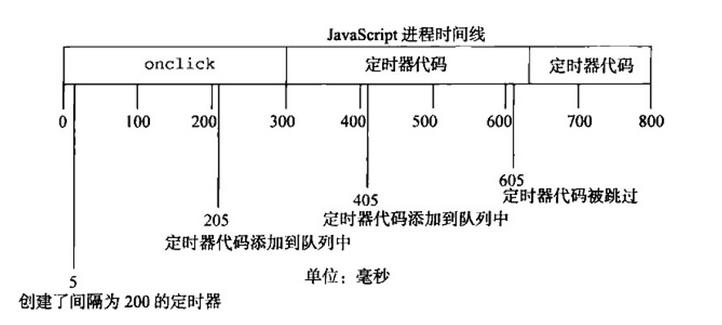 JavaScript 进程时间线
onclick 定时器代码 定时器代码
0 100 200 300 400 500 600 700 800
605
定时器代码被跳过
405
定时器代码添加到队列中
205
定时器代码添加到队列中
单位：毫秒
5
创建了间隔为 200 的定时器